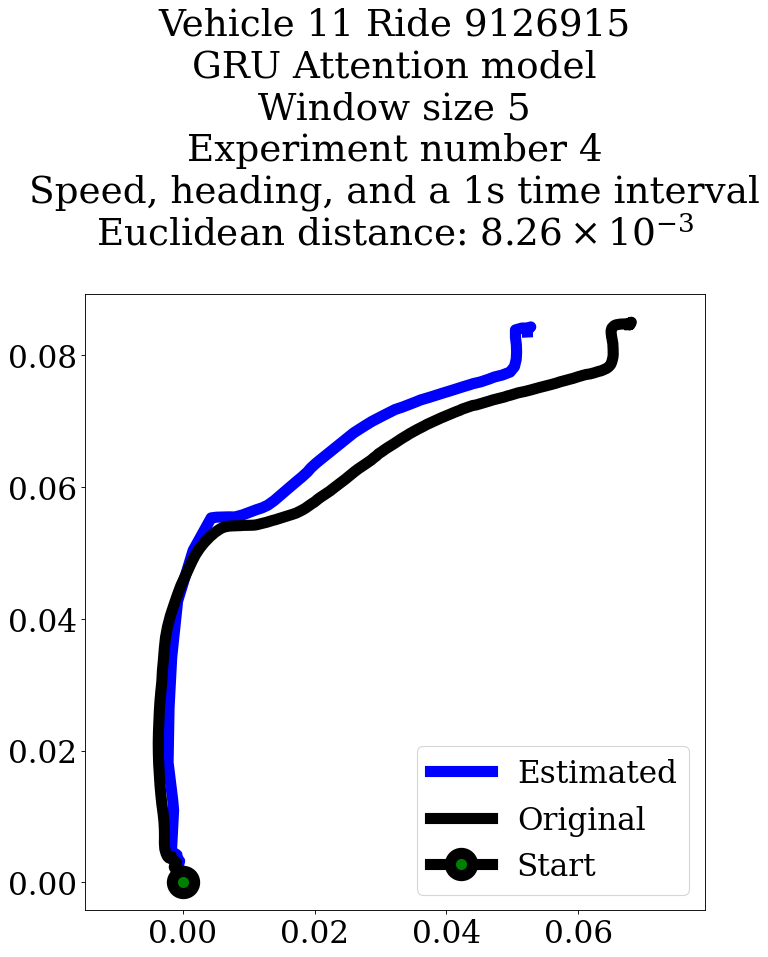 Vehicle 11 Ride 9126915
GRU Attention model
Window size 5
Experiment number 4
Speed, heading, and a 1s time interval
Euclidean distance: 8.26 × 10⁻³
0.08
0.06
0.04
0.02
0.00
Estimated
Original
Start
0.00 0.02 0.04 0.06